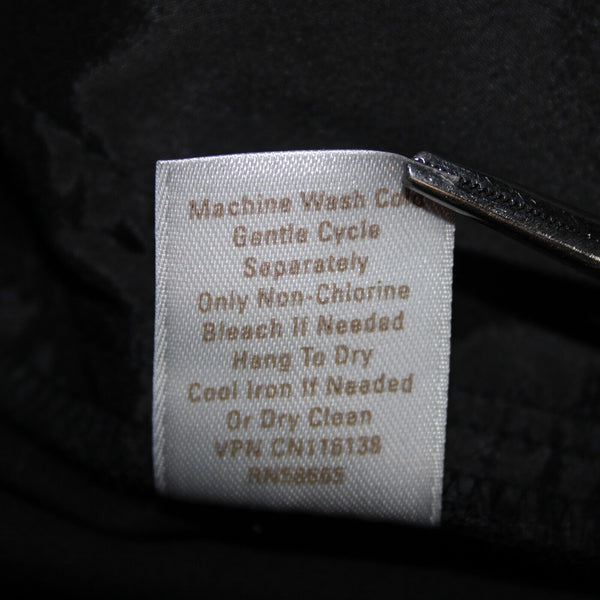 Machine Wash Cold
Gentle Cycle
Separately
Only Non-Chlorine
Bleach If Needed
Hang To Dry
Cool Iron If Needed
Or Dry Clean
VPN CN116138